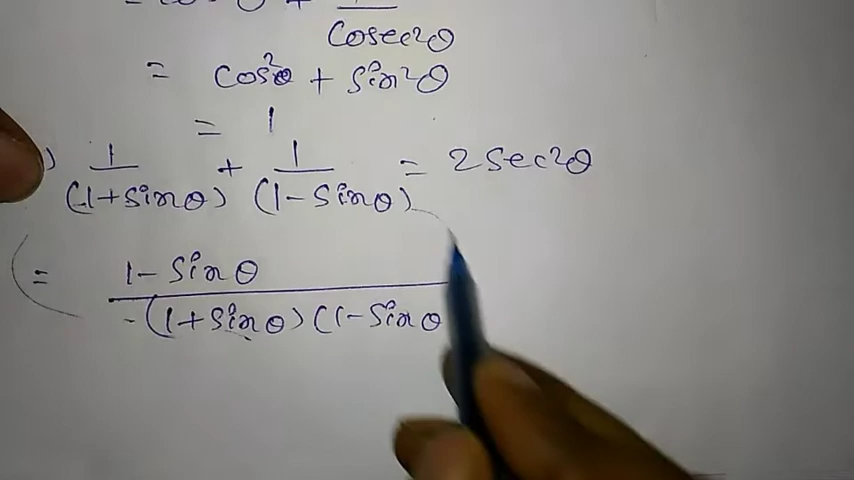 Cosec²θ
= cos²θ + sin²θ
= 1
) 1/(1+sinθ) + 1/(1-sinθ) = 2sec²θ
= 1-sinθ
-(1+sinθ)(1-sinθ